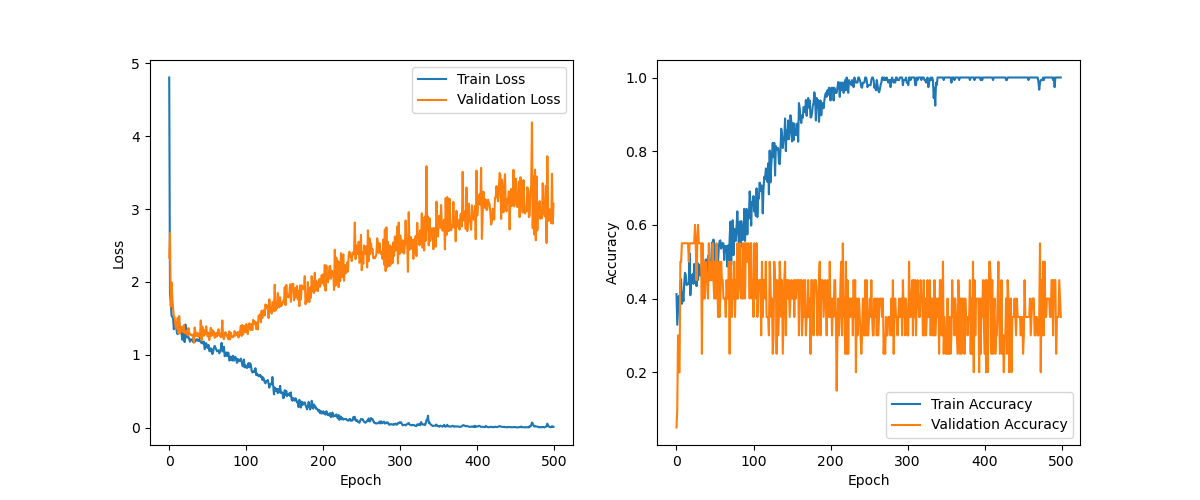 5
4
3
2
1
0
Loss
0 100 200 300 400 500
Epoch
Train Loss
Validation Loss
1.0
0.8
0.6
0.4
0.2
Accuracy
0 100 200 300 400 500
Epoch
Train Accuracy
Validation Accuracy